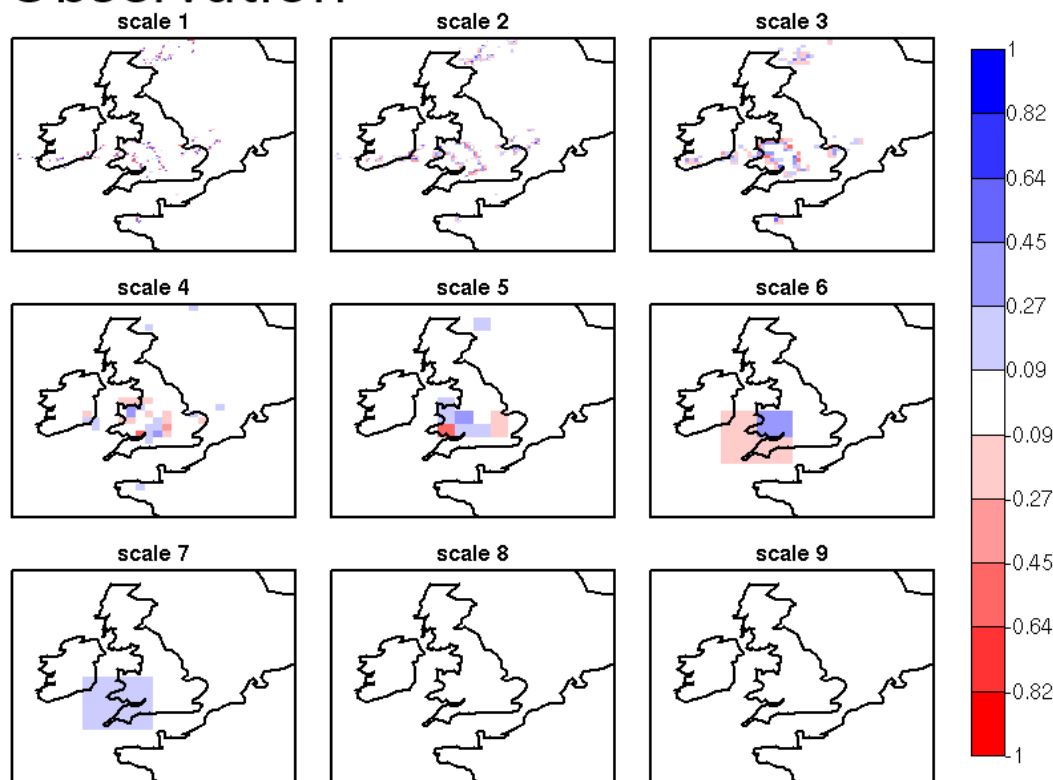 Observation
scale 1
scale 2
scale 3
scale 4
scale 5
scale 6
scale 7
scale 8
scale 9
1
0.82
0.64
0.45
0.27
0.09
-0.09
-0.27
-0.45
-0.64
-0.82
-1